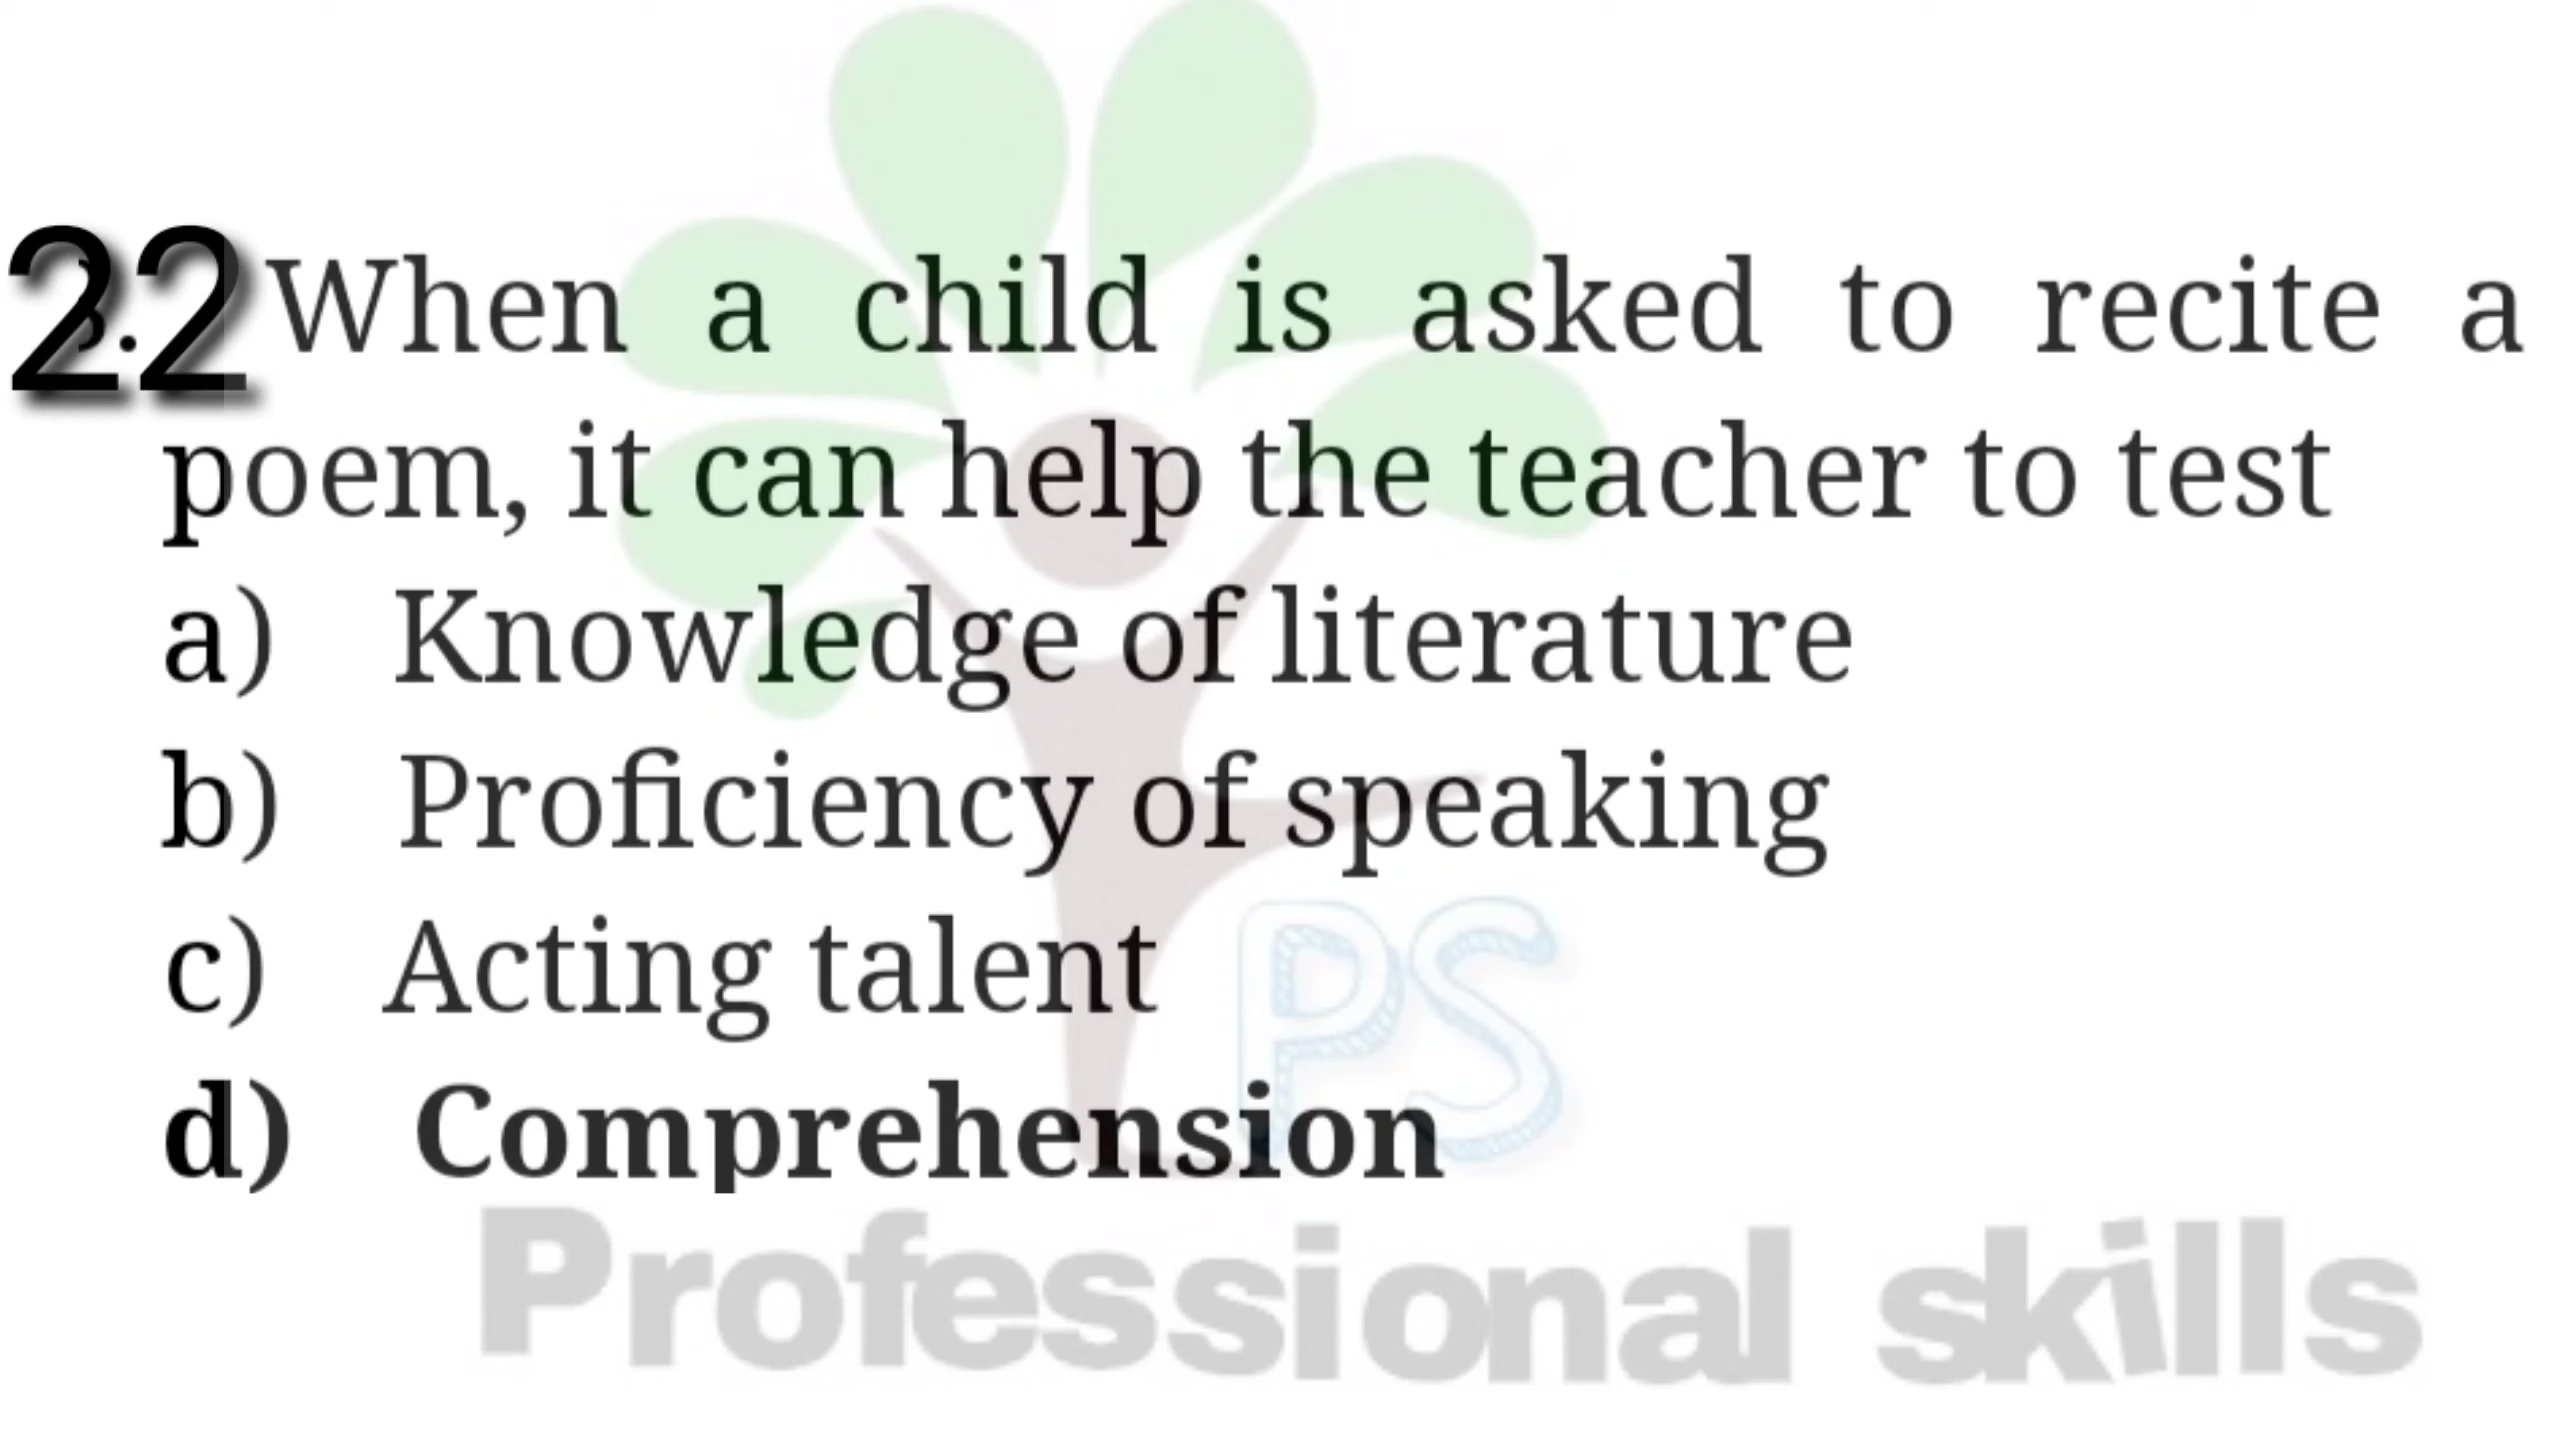 22 When a child is asked to recite a
poem, it can help the teacher to test
a) Knowledge of literature
b) Proficiency of speaking
c) Acting talent
d) Comprehension
PS
Professional skills